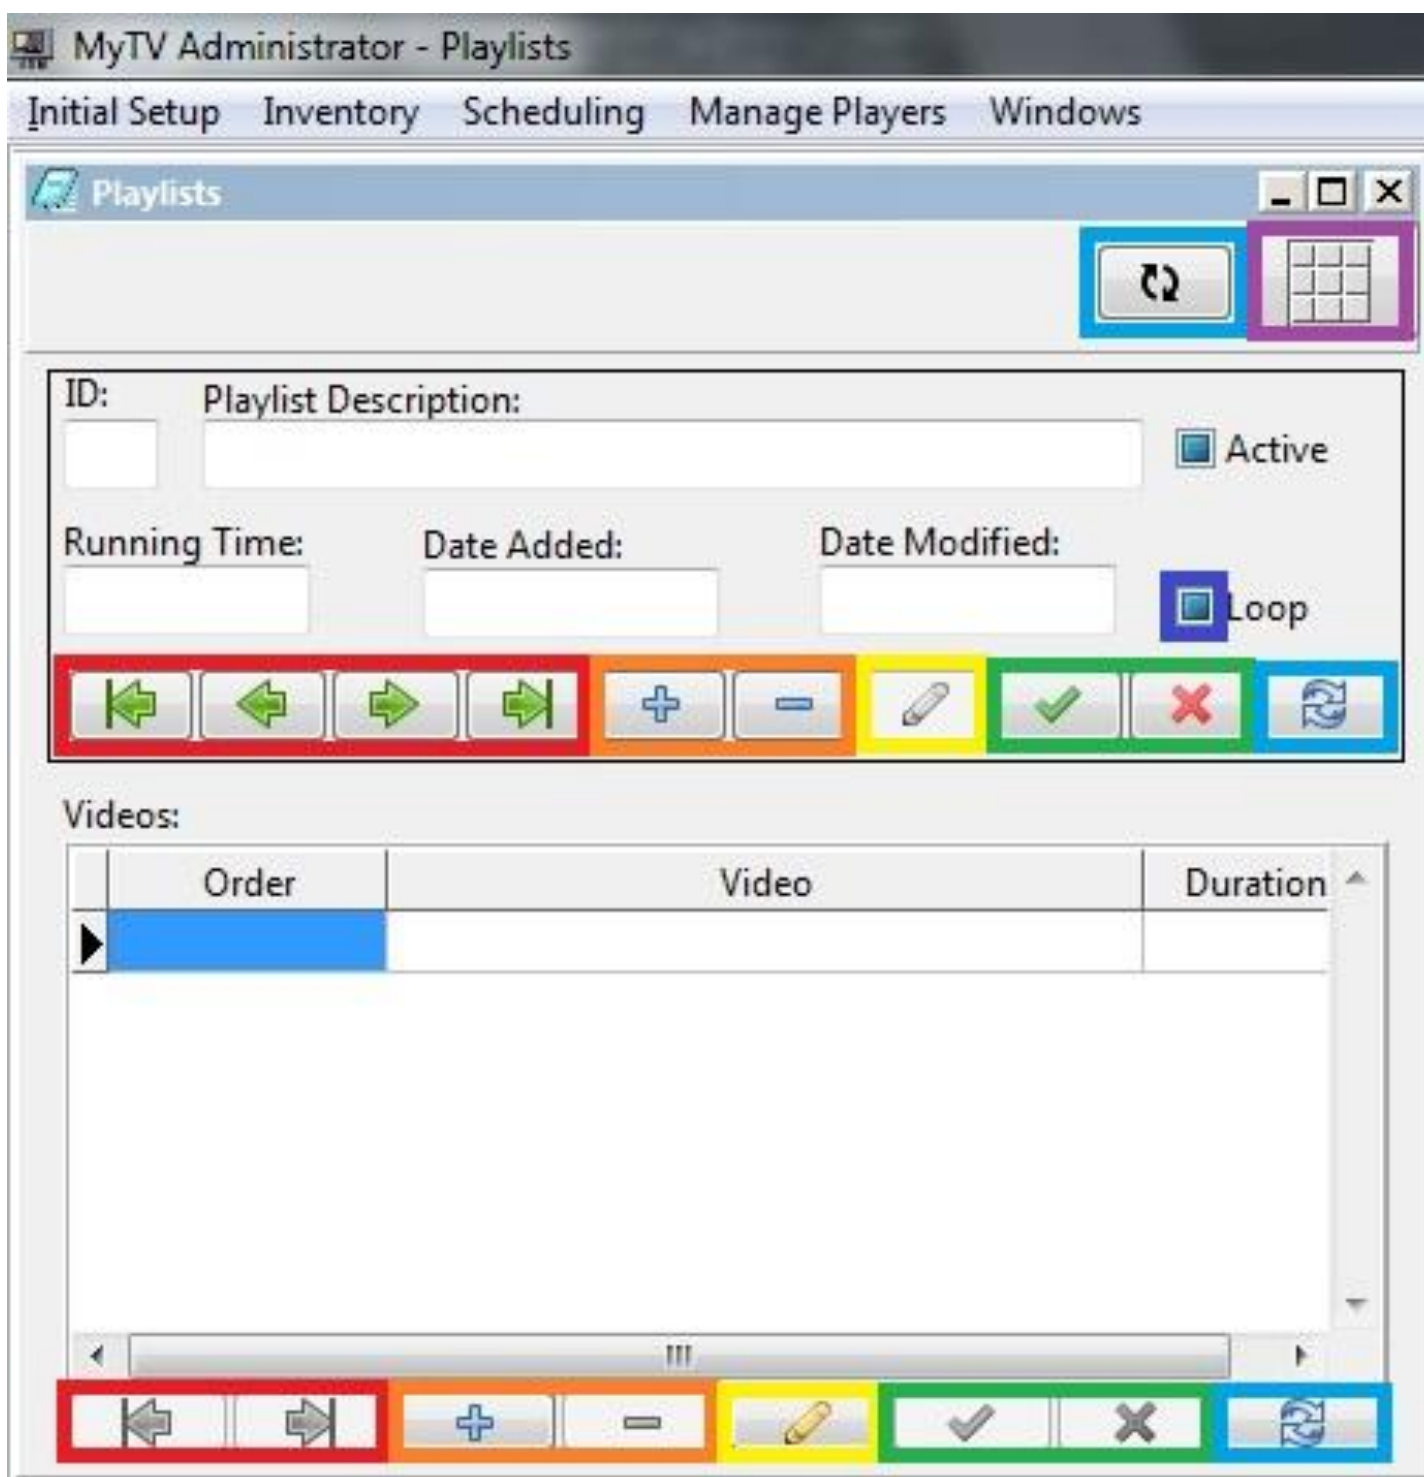 MyTV Administrator - Playlists
Initial Setup Inventory Scheduling Manage Players Windows
Playlists
ID: Playlist Description:
Active
Running Time: Date Added: Date Modified:
Loop
Videos:
Order Video Duration